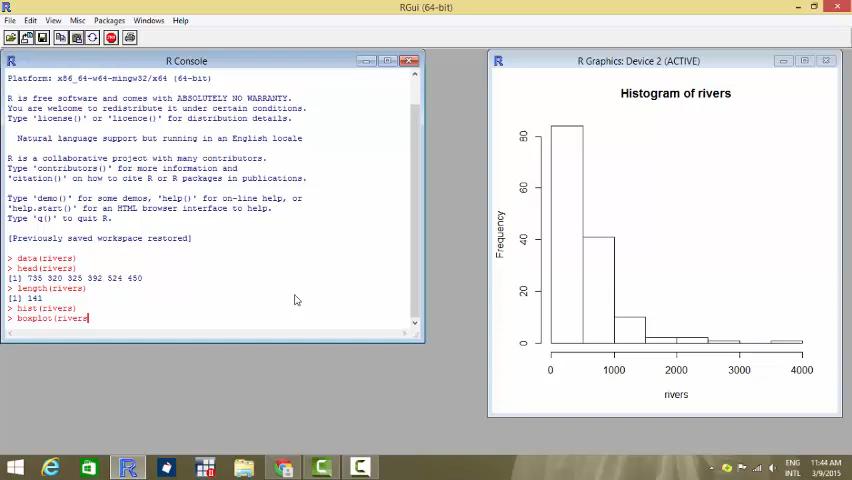 RGui (64-bit)
File Edit View Misc Packages Windows Help
STOP
R Console
Platform: x86_64-w64-mingw32/x64 (64-bit)
R is free software and comes with ABSOLUTELY NO WARRANTY.
You are welcome to redistribute it under certain conditions.
Type 'license()' or 'licence()' for distribution details.
Natural language support but running in an English locale
R is a collaborative project with many contributors.
Type 'contributors()' for more information and
'citation()' on how to cite R or R packages in publications.
Type 'demo()' for some demos, 'help()' for on-line help, or
'help.start()' for an HTML browser interface to help.
Type 'q()' to quit R.
[Previously saved workspace restored]
> data(rivers)
> head(rivers)
[1] 735 320 325 392 524 450
> length(rivers)
[1] 141
> hist(rivers)
> boxplot(rivers
R Graphics: Device 2 (ACTIVE)
Histogram of rivers
Frequency
80
60
40
20
0
0 1000 2000 3000 4000
rivers
ENG
INTL
11:44 AM
3/9/2015